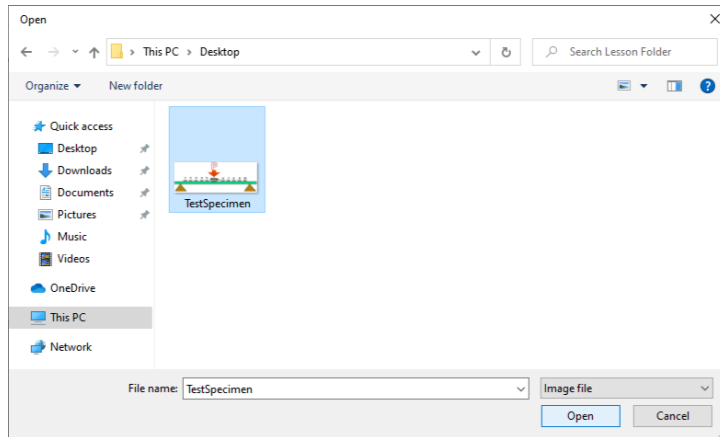 Open
This PC > Desktop
Search Lesson Folder
Organize
New folder
Quick access
Desktop
Downloads
Documents
Pictures
Music
Videos
OneDrive
This PC
Network
TestSpecimen
File name: TestSpecimen
Image file
Open
Cancel